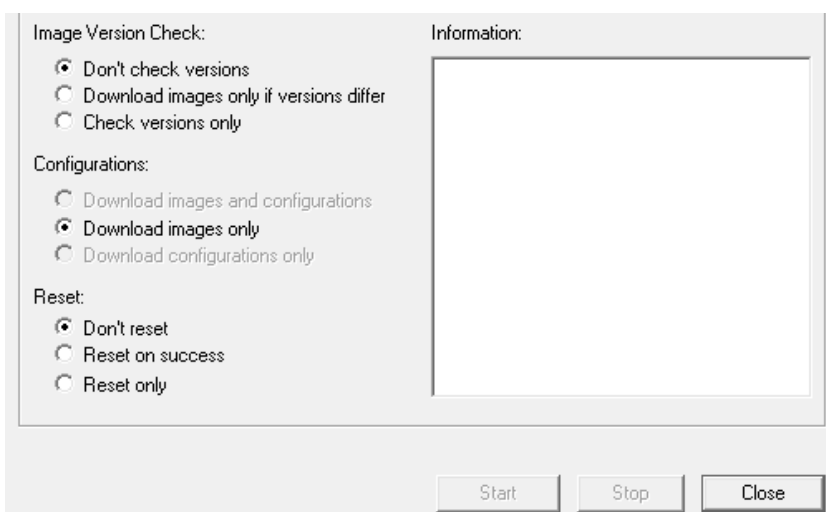 Image Version Check:
Don't check versions
Download images only if versions differ
Check versions only
Configurations:
Download images and configurations
Download images only
Download configurations only
Reset:
Don't reset
Reset on success
Reset only
Information:
Start
Stop
Close